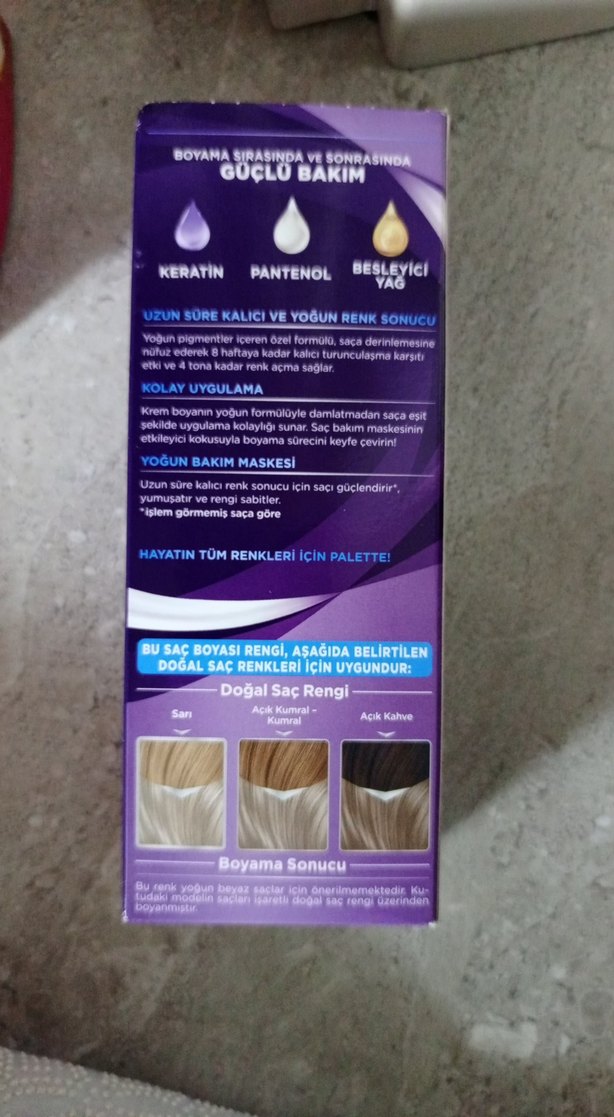 BOYAMA SIRASINDA VE SONRASINDA
GÜÇLÜ BAKIM
KERATİN
PANTENOL
BESLEYİCİ
YAĞ
UZUN SÜRE KALICI VE YOĞUN RENK SONUCU
Yoğun pigmentler içeren özel formülü, saça derinlemesine
nüfuz ederek 8 haftaya kadar kalıcı turunculaşma karşıtı
etki ve 4 tona kadar renk açma sağlar.
KOLAY UYGULAMA
Krem boyanın yoğun formülüyle damlatmadan saça eşit
şekilde uygulama kolaylığı sunar. Saç bakım maskesinin
etkileyici kokusuyla boyama sürecini keyfe çevirin!
YOĞUN BAKIM MASKESİ
Uzun süre kalıcı renk sonucu için saçı güçlendirir*,
yumuşatır ve rengi sabitler.
*işlem görmemiş saça göre
HAYATIN TÜM RENKLERİ İÇİN PALETTE!
BU SAÇ BOYASI RENGİ, AŞAĞIDA BELİRTİLEN
DOĞAL SAÇ RENKLERİ İÇİN UYGUNDUR:
Doğal Saç Rengi
Sarı
Açık Kumral -
Kumral
Açık Kahve
Boyama Sonucu
Bu renk yoğun beyaz saçlar için önerilmemektedir. Ku-
tudaki modelin saçları işaretli doğal saç rengi üzerinden
boyanmıştır.